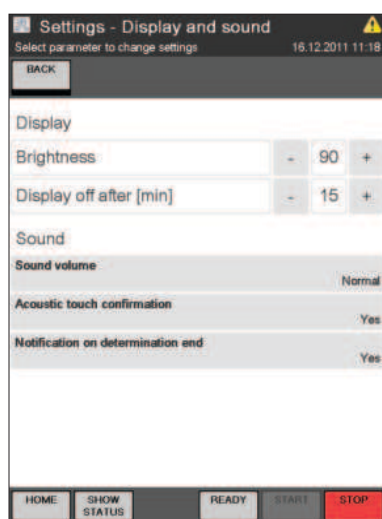 Settings - Display and sound
Select parameter to change settings 16.12.2011 11:18
BACK
Display
Brightness - 90 +
Display off after [min] - 15 +
Sound
Sound volume
Normal
Acoustic touch confirmation
Yes
Notification on determination end
Yes
HOME SHOW STATUS READY START STOP